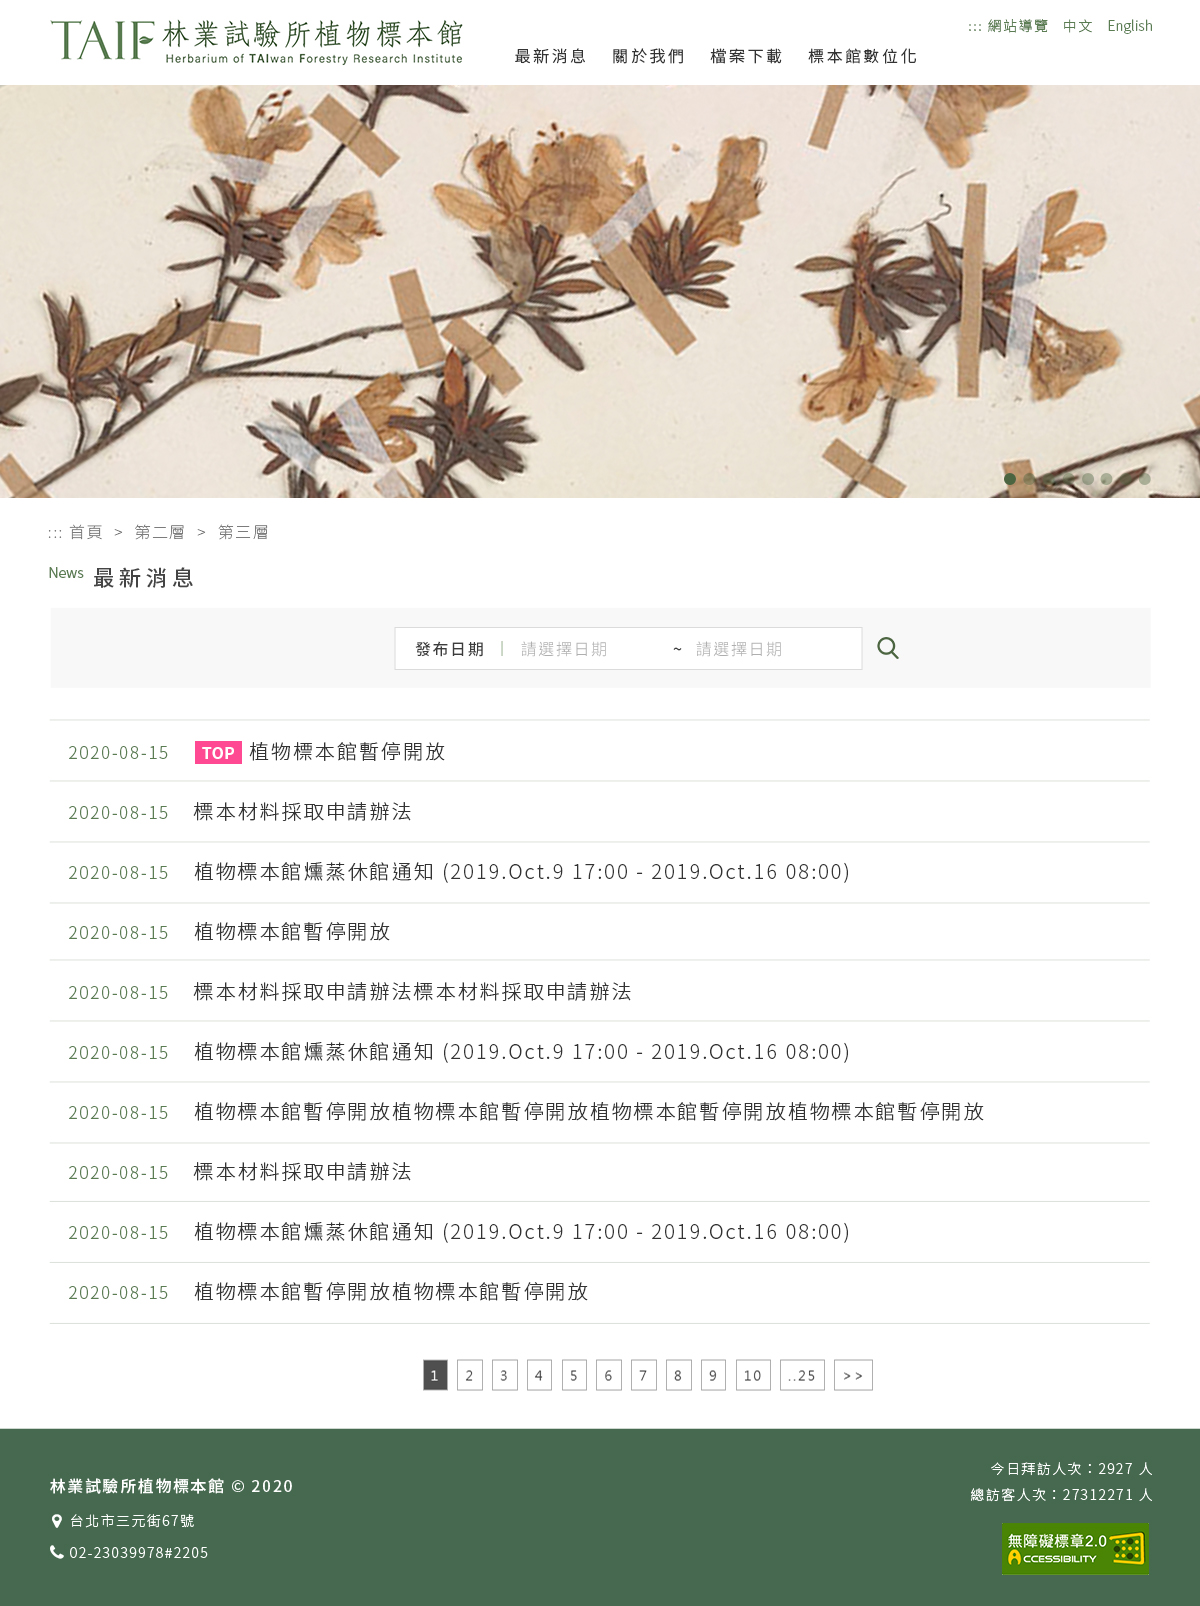 TAIF 林業試驗所植物標本館
Herbarium of TAIwan Forestry Research Institute
::: 網站導覽 中文 English
最新消息 關於我們 檔案下載 標本館數位化
::: 首頁 > 第二層 > 第三層
News 最新消息
發布日期 | 請選擇日期 ~ 請選擇日期
2020-08-15 TOP 植物標本館暫停開放
2020-08-15 標本材料採取申請辦法
2020-08-15 植物標本館燻蒸休館通知 (2019.Oct.9 17:00 - 2019.Oct.16 08:00)
2020-08-15 植物標本館暫停開放
2020-08-15 標本材料採取申請辦法標本材料採取申請辦法
2020-08-15 植物標本館燻蒸休館通知 (2019.Oct.9 17:00 - 2019.Oct.16 08:00)
2020-08-15 植物標本館暫停開放植物標本館暫停開放植物標本館暫停開放植物標本館暫停開放
2020-08-15 標本材料採取申請辦法
2020-08-15 植物標本館燻蒸休館通知 (2019.Oct.9 17:00 - 2019.Oct.16 08:00)
2020-08-15 植物標本館暫停開放植物標本館暫停開放
1 2 3 4 5 6 7 8 9 10 ..25 >>
林業試驗所植物標本館 © 2020
台北市三元街67號
02-23039978#2205
今日拜訪人次：2927 人
總訪客人次：27312271 人
無障礙標章2.0
ACCESSIBILITY